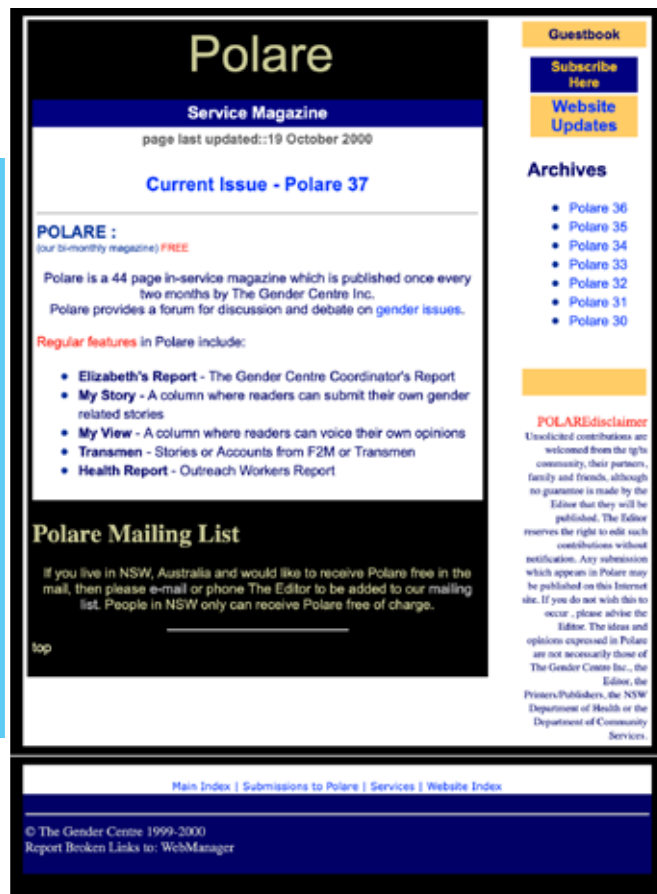 Polare
Service Magazine
page last updated::19 October 2000
Current Issue - Polare 37
POLARE :
(our bi-monthly magazine) FREE
Polare is a 44 page in-service magazine which is published once every
two months by The Gender Centre Inc.
Polare provides a forum for discussion and debate on gender issues.
Regular features in Polare include:
Elizabeth's Report - The Gender Centre Coordinator's Report
My Story - A column where readers can submit their own gender
related stories
My View - A column where readers can voice their own opinions
Transmen - Stories or Accounts from F2M or Transmen
Health Report - Outreach Workers Report
Polare Mailing List
If you live in NSW, Australia and would like to receive Polare free in the
mail, then please e-mail or phone The Editor to be added to our mailing
list. People in NSW only can receive Polare free of charge.
top
Guestbook
Subscribe
Here
Website
Updates
Archives
Polare 36
Polare 35
Polare 34
Polare 33
Polare 32
Polare 31
Polare 30
POLAREdisclaimer
Unsolicited contributions are
welcomed from the tg/ts
community, their partners,
family and friends, although
no guarantee is made by the
Editor that they will be
published. The Editor
reserves the right to edit such
contributions without
notification. Any submission
which appears in Polare may
be published on this Internet
site. If you do not wish this to
occur , please advise the
Editor. The ideas and
opinions expressed in Polare
are not necessarily those of
The Gender Centre Inc., the
Editor, the
Printers/Publishers, the NSW
Department of Health or the
Department of Community
Services.
Main Index | Submissions to Polare | Services | Website Index
© The Gender Centre 1999-2000
Report Broken Links to: WebManager